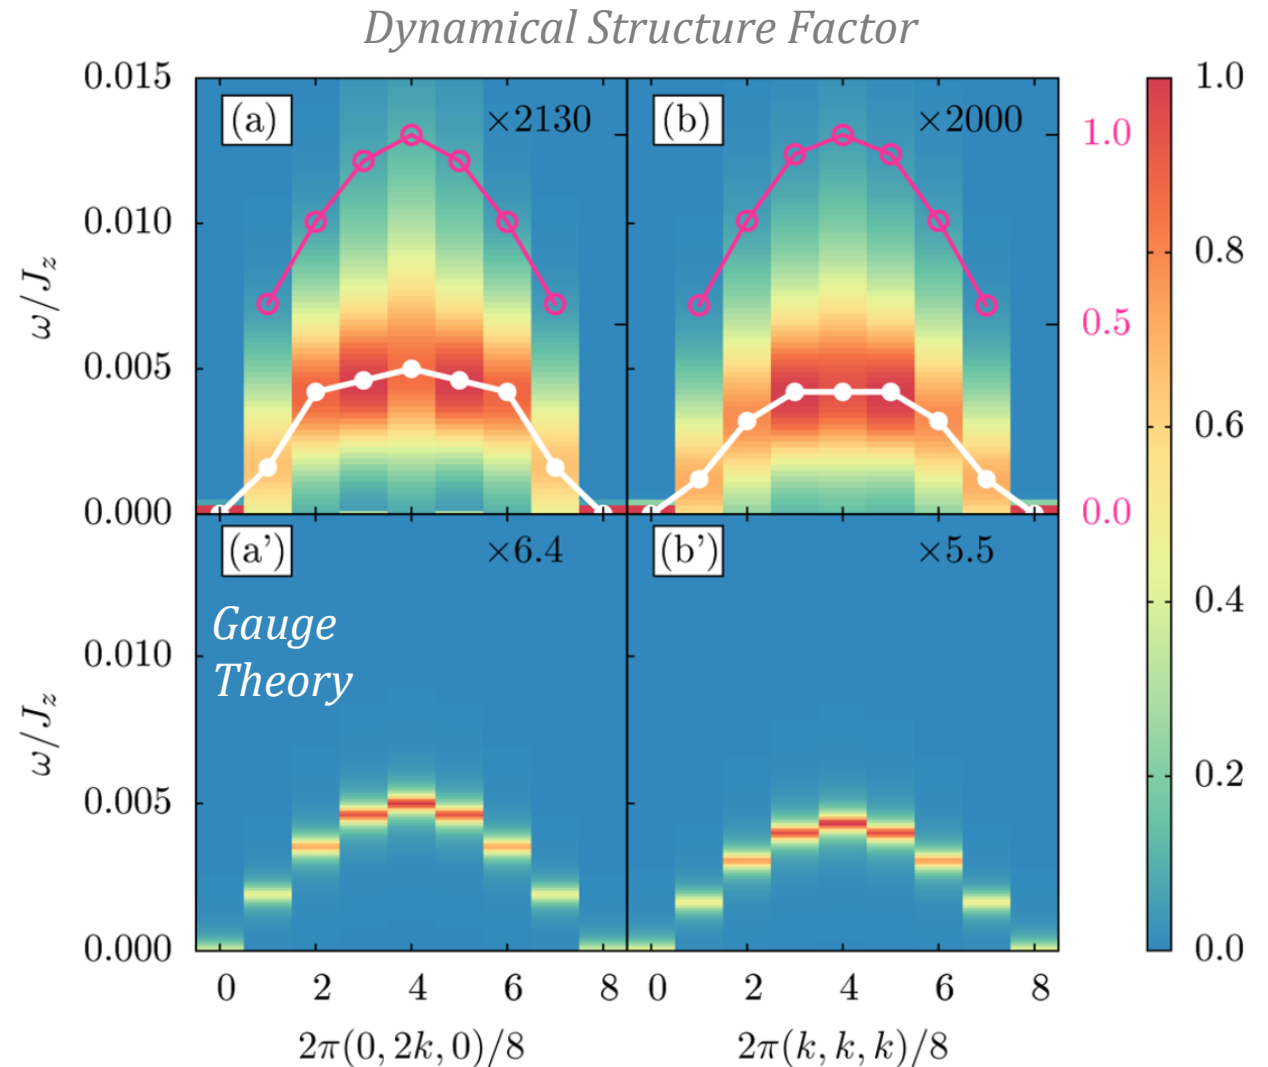 Dynamical Structure Factor
0.015
0.010
0.005
0.000
ω/J_z
(a)
×2130
(b)
×2000
1.0
0.5
0.0
1.0
0.8
0.6
0.4
0.2
0.0
(a’)
×6.4
(b’)
×5.5
Gauge
Theory
0.010
0.005
0.000
ω/J_z
0 2 4 6 8
0 2 4 6 8
2π(0, 2k, 0)/8
2π(k, k, k)/8